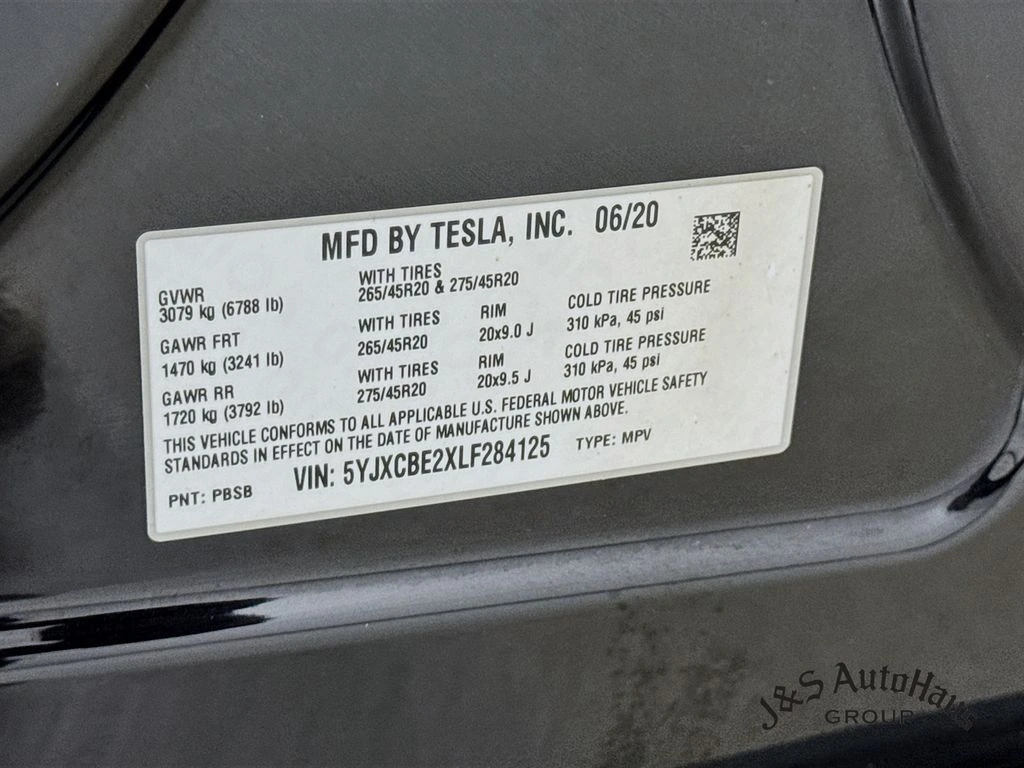 MFD BY TESLA, INC. 06/20
GVWR
3079 kg (6788 lb)
WITH TIRES
265/45R20 & 275/45R20
GAWR FRT
1470 kg (3241 lb)
WITH TIRES
265/45R20
RIM
20x9.0 J
COLD TIRE PRESSURE
310 kPa, 45 psi
GAWR RR
1720 kg (3792 lb)
WITH TIRES
275/45R20
RIM
20x9.5 J
COLD TIRE PRESSURE
310 kPa, 45 psi
THIS VEHICLE CONFORMS TO ALL APPLICABLE U.S. FEDERAL MOTOR VEHICLE SAFETY
STANDARDS IN EFFECT ON THE DATE OF MANUFACTURE SHOWN ABOVE.
PNT: PBSB VIN: 5YJXCBE2XLF284125 TYPE: MPV
J&S AutoHaus
GROUP